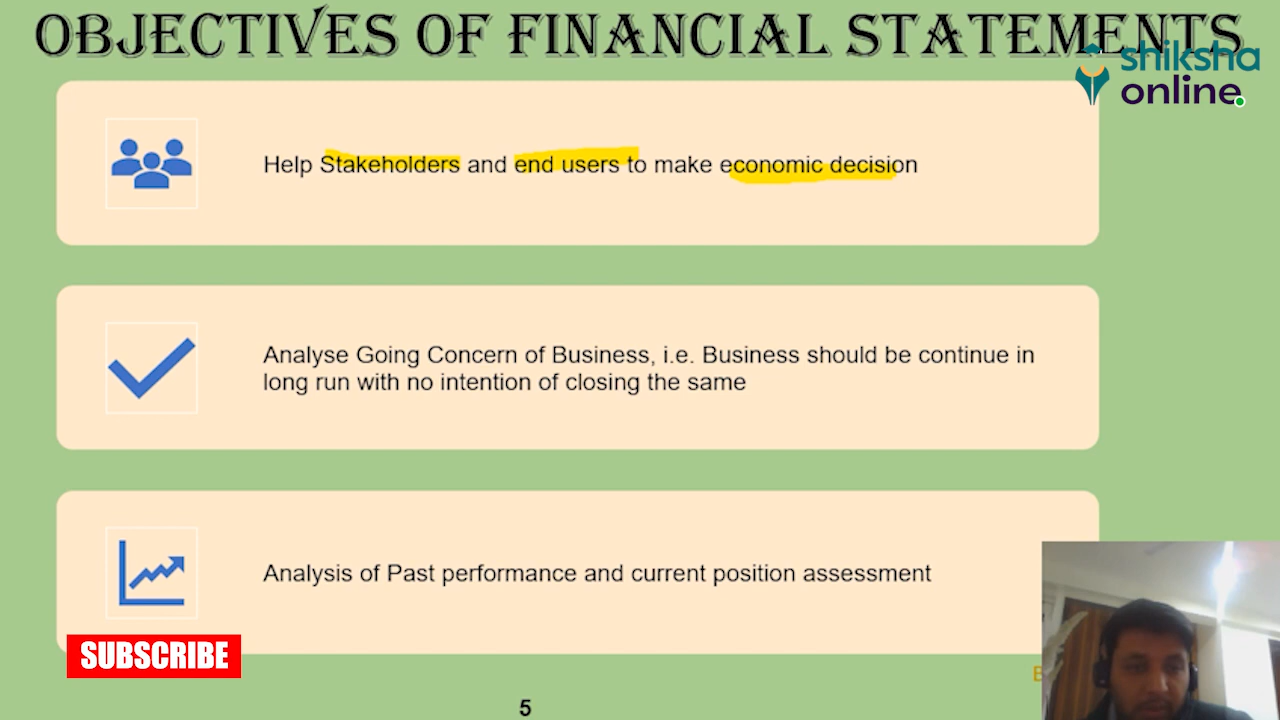 OBJECTIVES OF FINANCIAL STATEMENTS
shiksha
online
Help Stakeholders and end users to make economic decision
Analyse Going Concern of Business, i.e. Business should be continue in
long run with no intention of closing the same
Analysis of Past performance and current position assessment
SUBSCRIBE
5